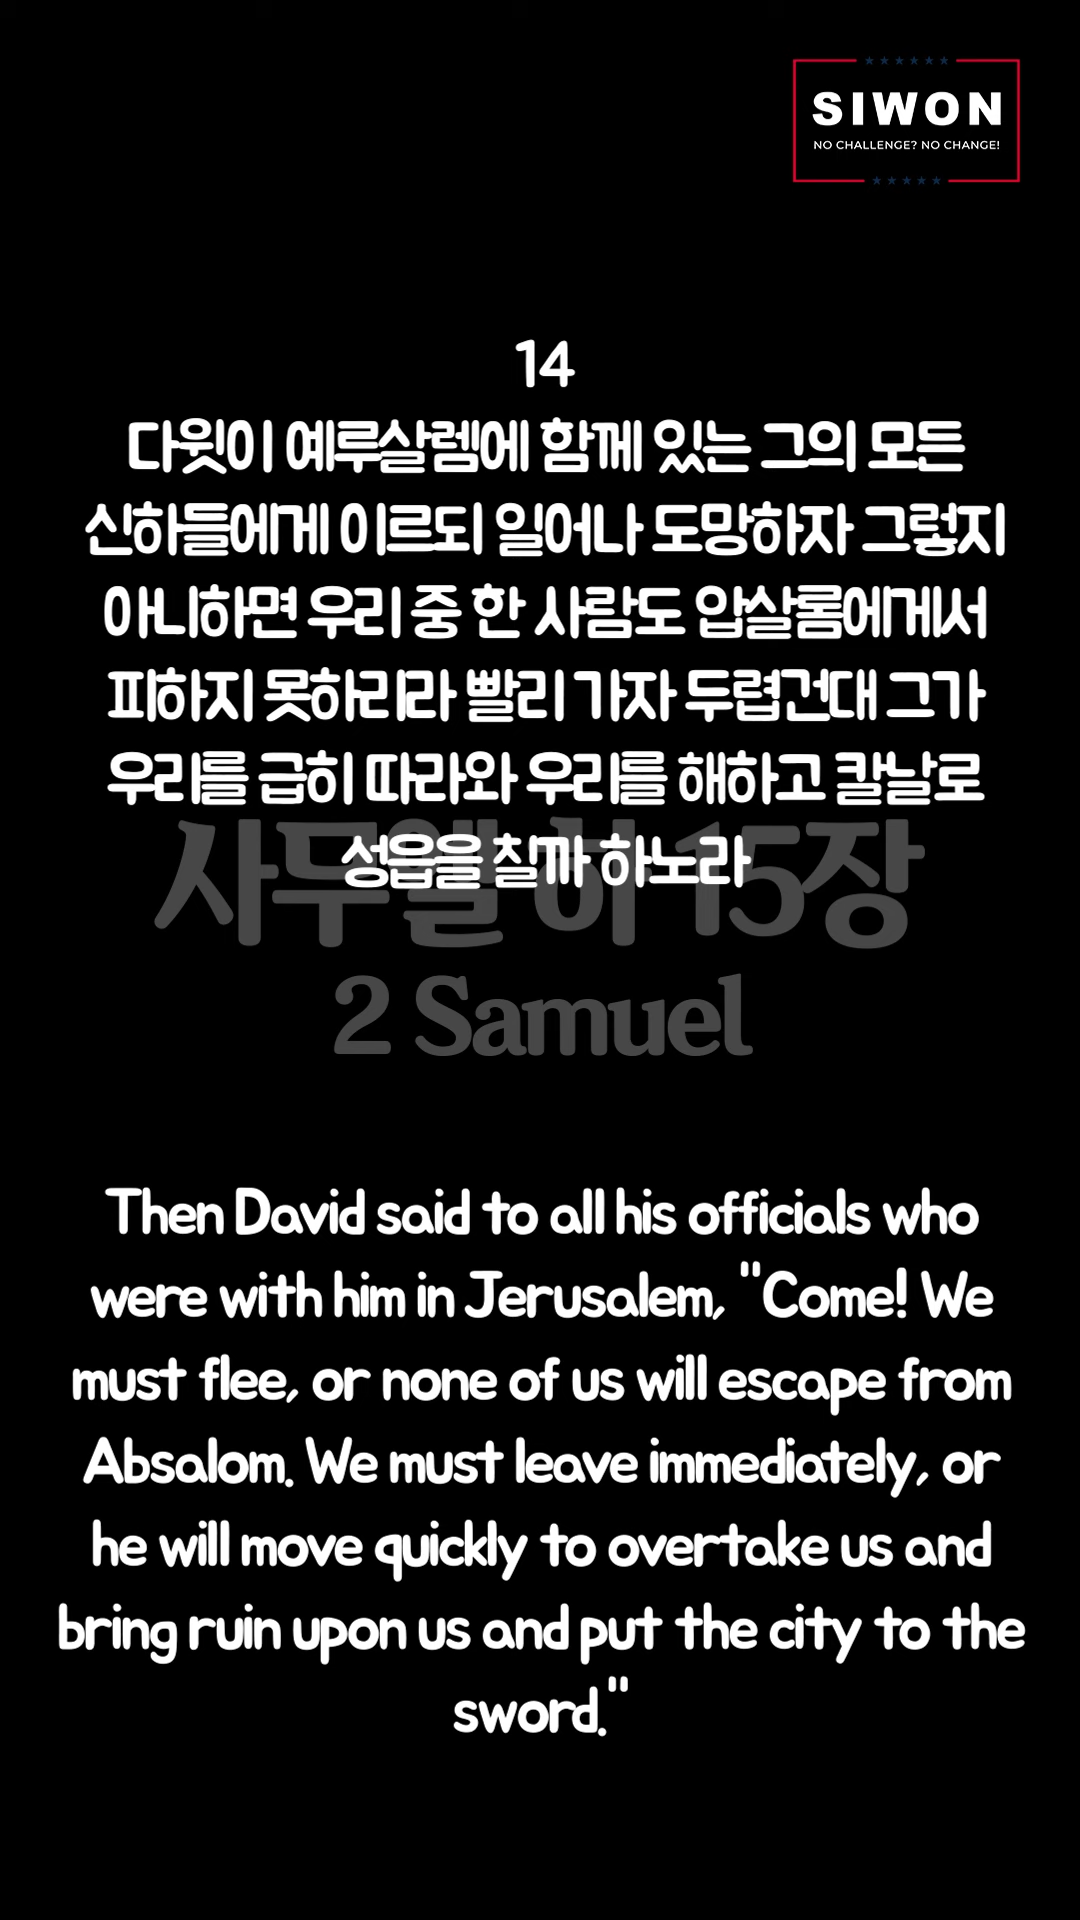 SIWON
NO CHALLENGE? NO CHANGE!
14
다윗이 예루살렘에 함께 있는 그의 모든
신하들에게 이르되 일어나 도망하자 그렇지
아니하면 우리 중 한 사람도 압살롬에게서
피하지 못하리라 빨리 가자 두렵건대 그가
우리를 급히 따라와 우리를 해하고 칼날로
성읍을 칠까 하노라
사무엘 하 15장
2 Samuel
Then David said to all his officials who
were with him in Jerusalem, "Come! We
must flee, or none of us will escape from
Absalom. We must leave immediately, or
he will move quickly to overtake us and
bring ruin upon us and put the city to the
sword."